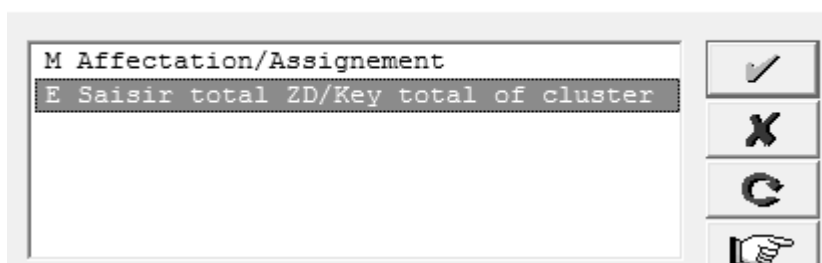 M Affectation/Assignement
E Saisir total ZD/Key total of cluster